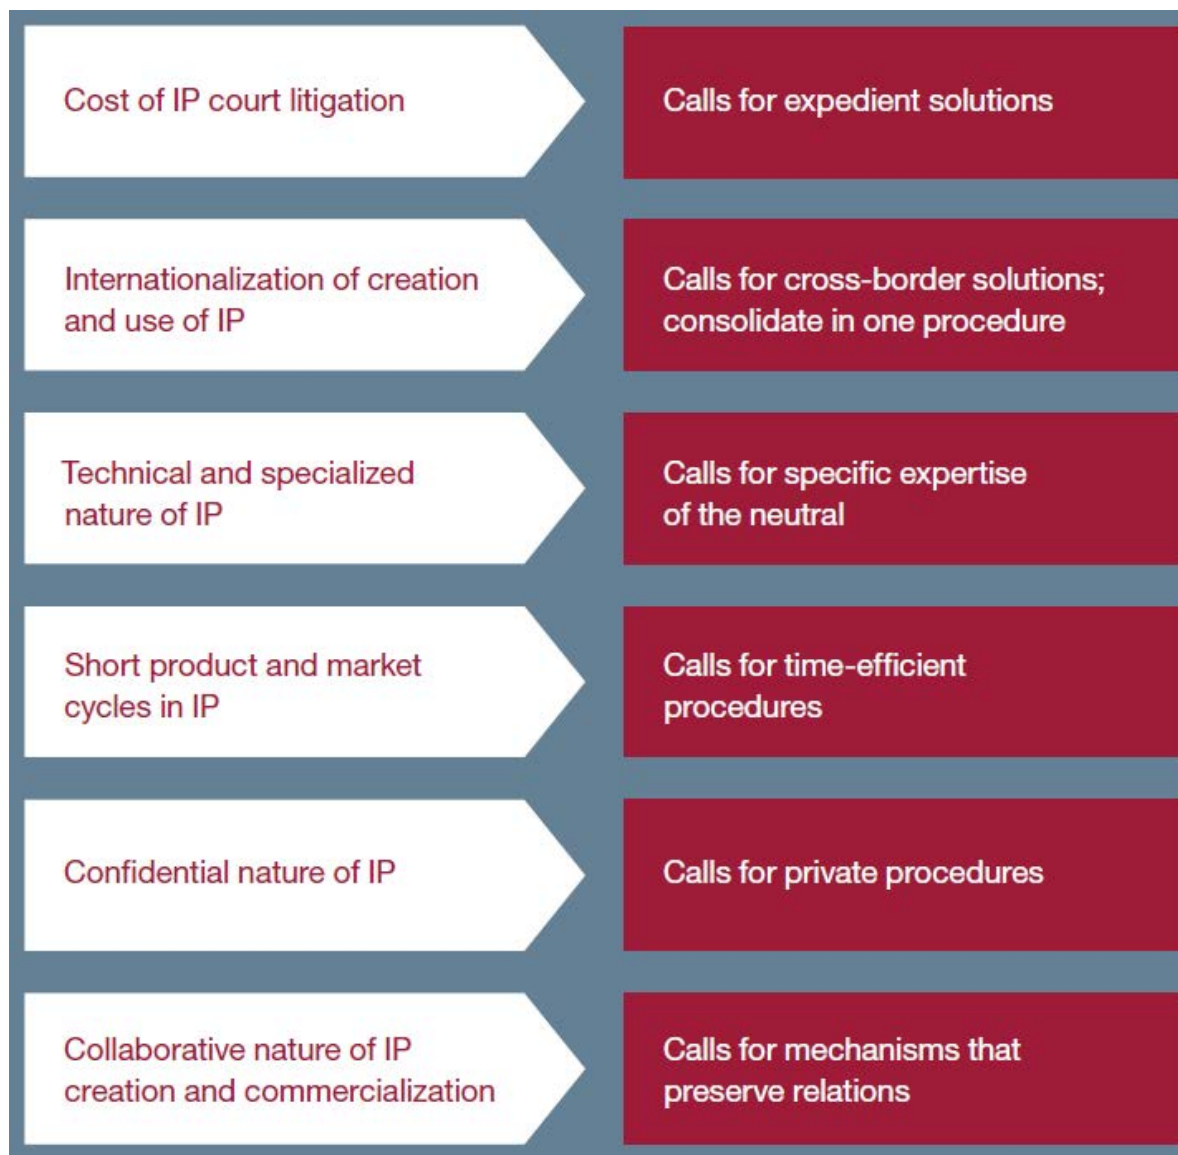 Cost of IP court litigation
Calls for expedient solutions
Internationalization of creation
and use of IP
Calls for cross-border solutions;
consolidate in one procedure
Technical and specialized
nature of IP
Calls for specific expertise
of the neutral
Short product and market
cycles in IP
Calls for time-efficient
procedures
Confidential nature of IP
Calls for private procedures
Collaborative nature of IP
creation and commercialization
Calls for mechanisms that
preserve relations